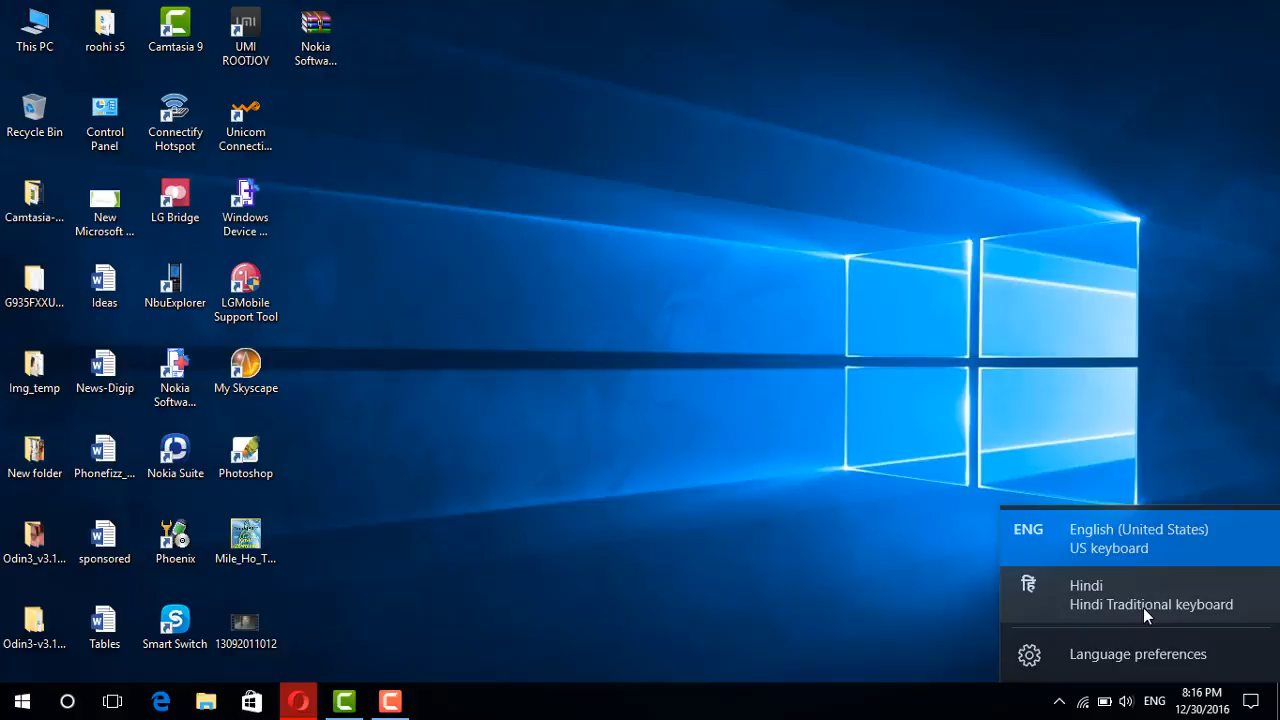 This PC
roohi s5
Camtasia 9
UMI
ROOTJOY
Nokia
Softwa...
Recycle Bin
Control
Panel
Connectify
Hotspot
Unicom
Connecti...
Camtasia-...
New
Microsoft ...
LG Bridge
Windows
Device ...
G935FXXU...
Ideas
NbuExplorer
LGMobile
Support Tool
Img_temp
News-Digip
Nokia
Softwa...
My Skyscape
New folder
Phonefizz_...
Nokia Suite
Photoshop
Odin3_v3.1...
sponsored
Phoenix
Mile_Ho_T...
Odin3-v3.1...
Tables
Smart Switch
13092011012
ENG
English (United States)
US keyboard
हि
Hindi
Hindi Traditional keyboard
Language preferences
ENG
8:16 PM
12/30/2016